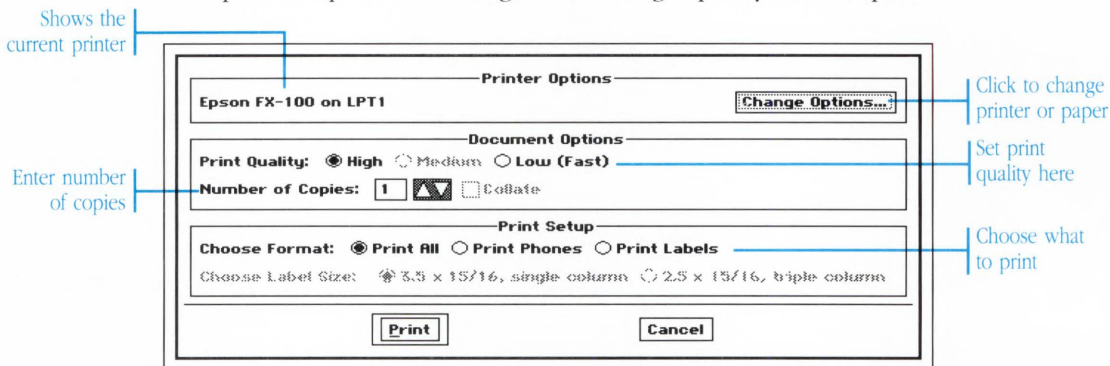 Shows the
current printer
Printer Options
Epson FX-100 on LPT1
Change Options...
Click to change
printer or paper
Document Options
Print Quality: High Medium Low (Fast)
Set print
quality here
Enter number
of copies
Number of Copies: 1 Collate
Print Setup
Choose Format: Print All Print Phones Print Labels
Choose what
to print
Choose Label Size: 3.5 x 15/16, single column 2.5 x 15/16, triple column
Print
Cancel